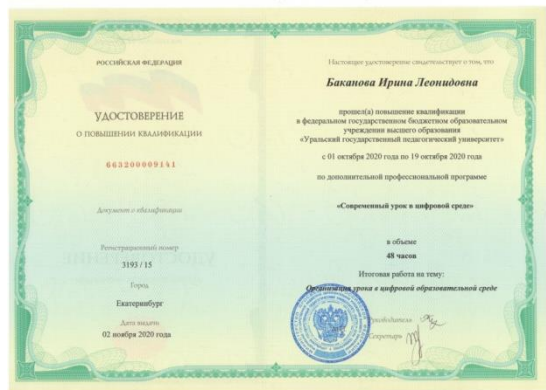 РОССИЙСКАЯ ФЕДЕРАЦИЯ
УДОСТОВЕРЕНИЕ
О ПОВЫШЕНИИ КВАЛИФИКАЦИИ
663200009141
Документ о квалификации
Регистрационный номер
3193 / 15
Город
Екатеринбург
Дата выдачи
02 ноября 2020 года
Настоящее удостоверение свидетельствует о том, что
Баканова Ирина Леонидовна
прошел(а) повышение квалификации
в федеральном государственном бюджетном образовательном
учреждении высшего образования
«Уральский государственный педагогический университет»
с 01 октября 2020 года по 19 октября 2020 года
по дополнительной профессиональной программе
«Современный урок в цифровой среде»
в объеме
48 часов
Итоговая работа на тему:
Организация урока в цифровой образовательной среде
Руководитель
Секретарь